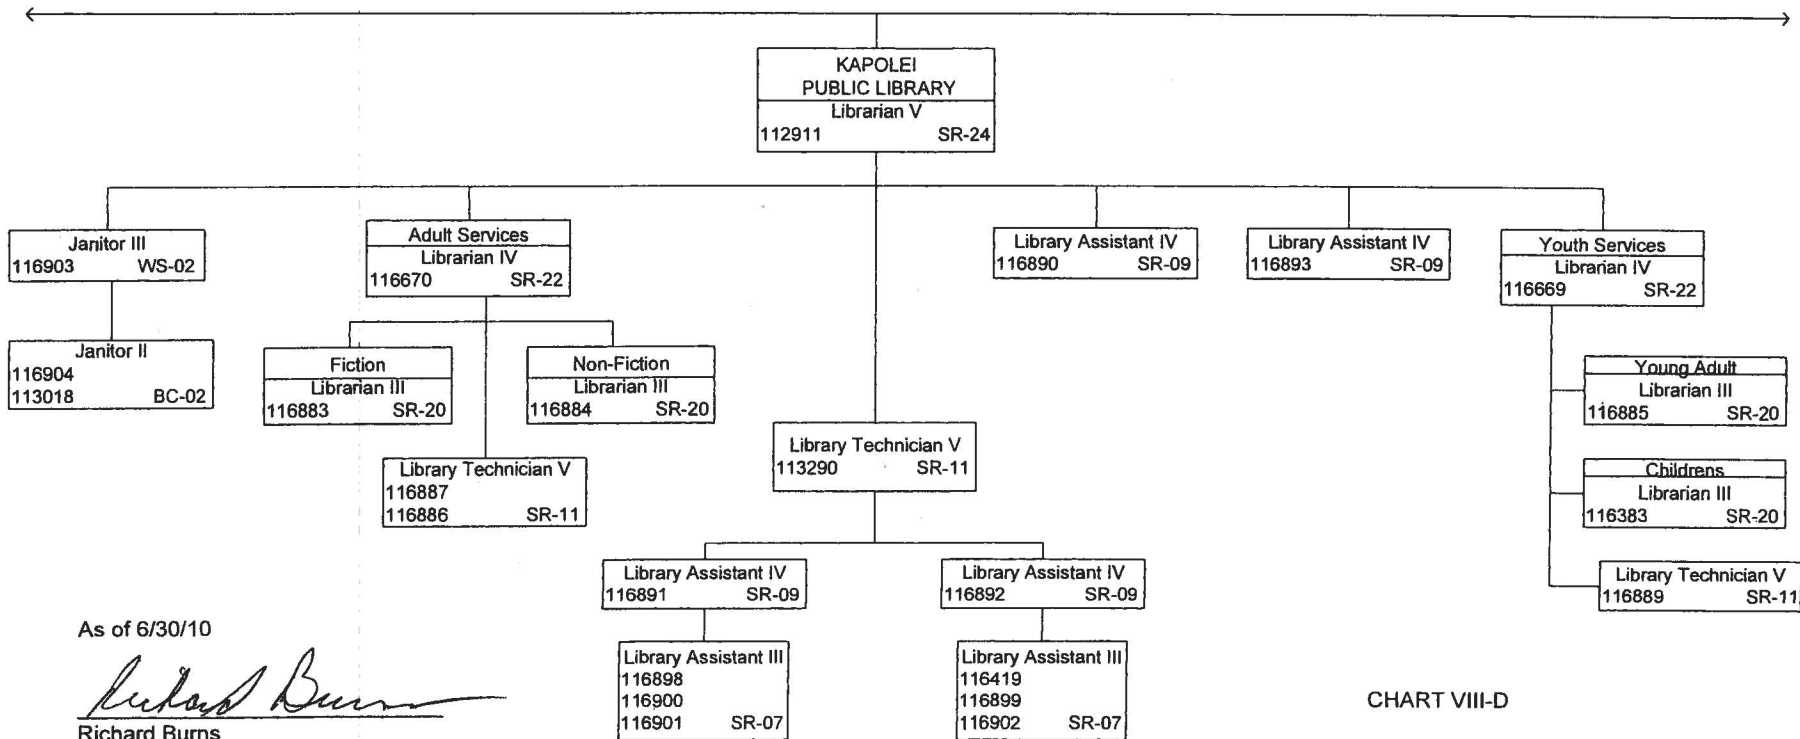 KAPOLEI
PUBLIC LIBRARY
Librarian V
112911 SR-24
Janitor III
116903 WS-02
Janitor II
116904
113018 BC-02
Adult Services
Librarian IV
116670 SR-22
Fiction
Librarian III
116883 SR-20
Non-Fiction
Librarian III
116884 SR-20
Library Technician V
116887
116886 SR-11
Library Technician V
113290 SR-11
Library Assistant IV
116891 SR-09
Library Assistant III
116898
116900
116901 SR-07
Library Assistant IV
116892 SR-09
Library Assistant III
116419
116899
116902 SR-07
Library Assistant IV
116890 SR-09
Library Assistant IV
116893 SR-09
Youth Services
Librarian IV
116669 SR-22
Young Adult
Librarian III
116885 SR-20
Childrens
Librarian III
116383 SR-20
Library Technician V
116889 SR-11
As of 6/30/10
Richard Burns
Richard Burns
CHART VIII-D